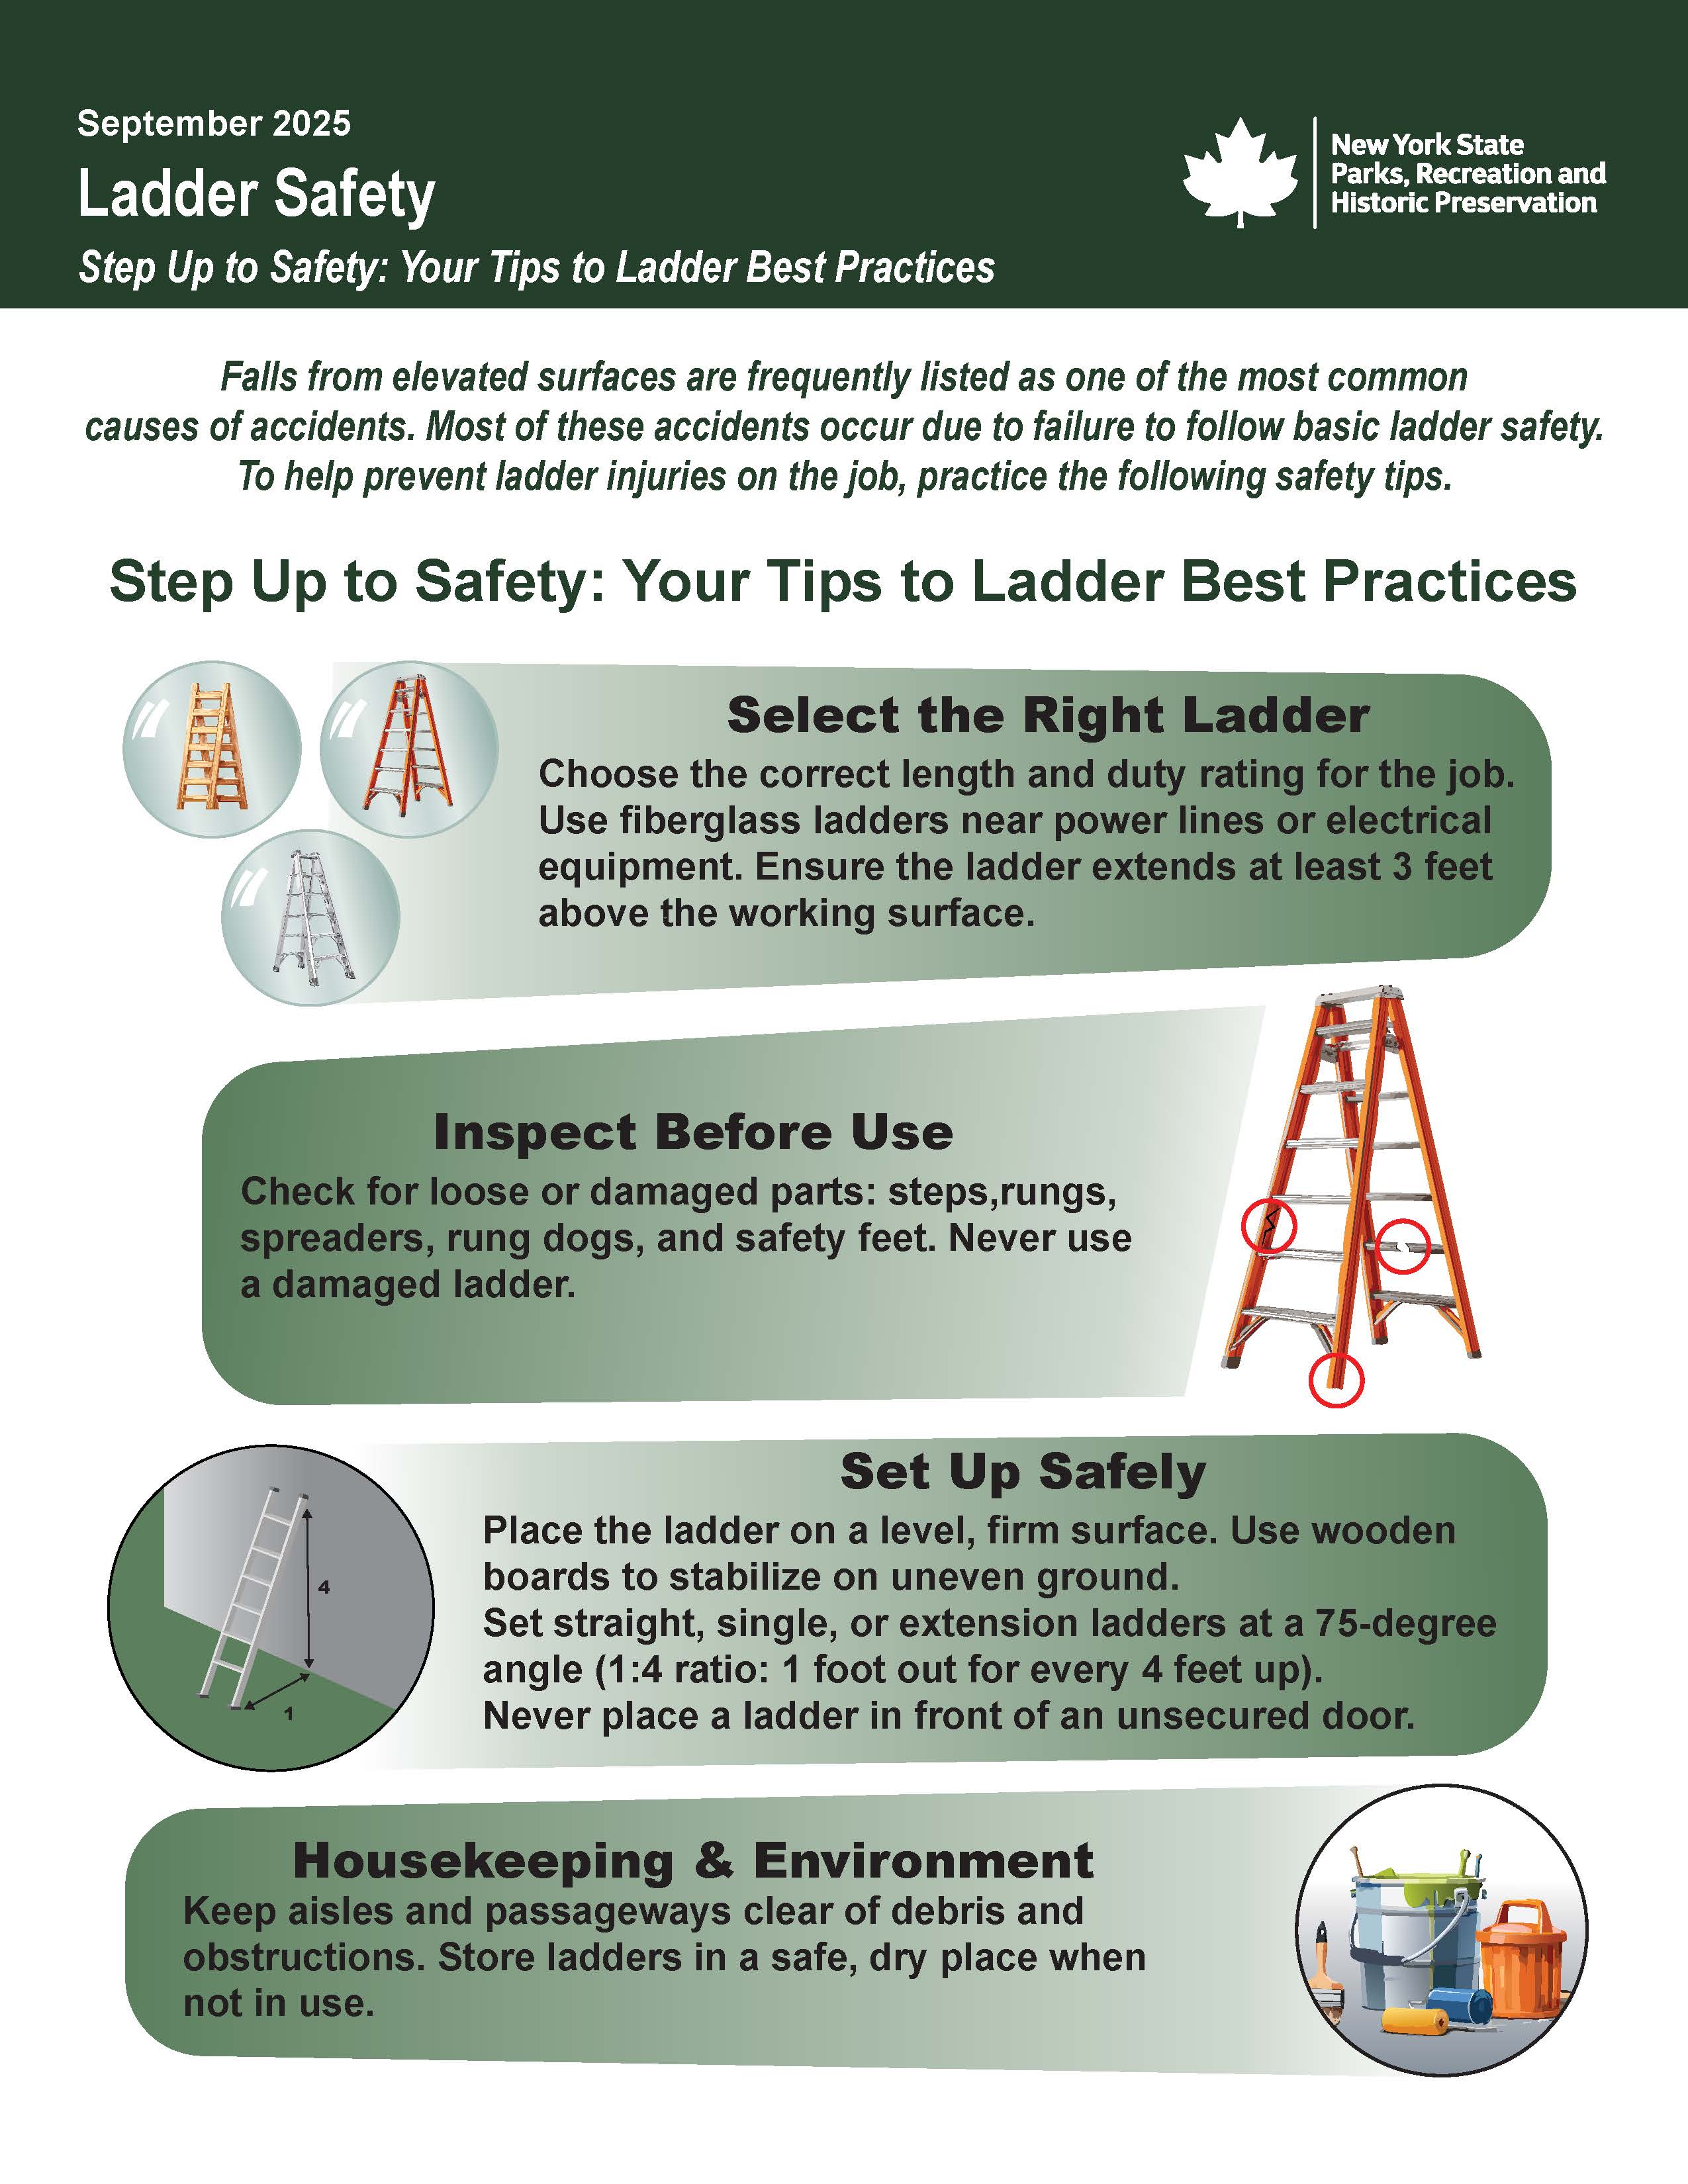 September 2025
Ladder Safety
Step Up to Safety: Your Tips to Ladder Best Practices
New York State
Parks, Recreation and
Historic Preservation
Falls from elevated surfaces are frequently listed as one of the most common
causes of accidents. Most of these accidents occur due to failure to follow basic ladder safety.
To help prevent ladder injuries on the job, practice the following safety tips.
Step Up to Safety: Your Tips to Ladder Best Practices
Select the Right Ladder
Choose the correct length and duty rating for the job.
Use fiberglass ladders near power lines or electrical
equipment. Ensure the ladder extends at least 3 feet
above the working surface.
Inspect Before Use
Check for loose or damaged parts: steps,rungs,
spreaders, rung dogs, and safety feet. Never use
a damaged ladder.
Set Up Safely
Place the ladder on a level, firm surface. Use wooden
boards to stabilize on uneven ground.
Set straight, single, or extension ladders at a 75-degree
angle (1:4 ratio: 1 foot out for every 4 feet up).
Never place a ladder in front of an unsecured door.
4
1
Housekeeping & Environment
Keep aisles and passageways clear of debris and
obstructions. Store ladders in a safe, dry place when
not in use.